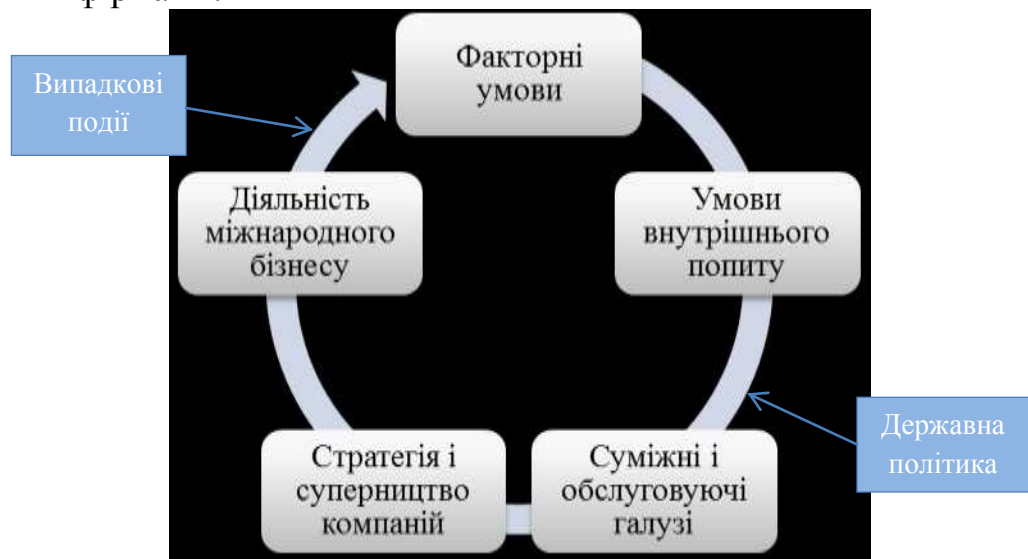 Факторні
умови
Випадкові
події
Діяльність
міжнародного
бізнесу
Умови
внутрішнього
попиту
Державна
політика
Стратегія і
суперництво
компаній
Суміжні і
обслуговуючі
галузі